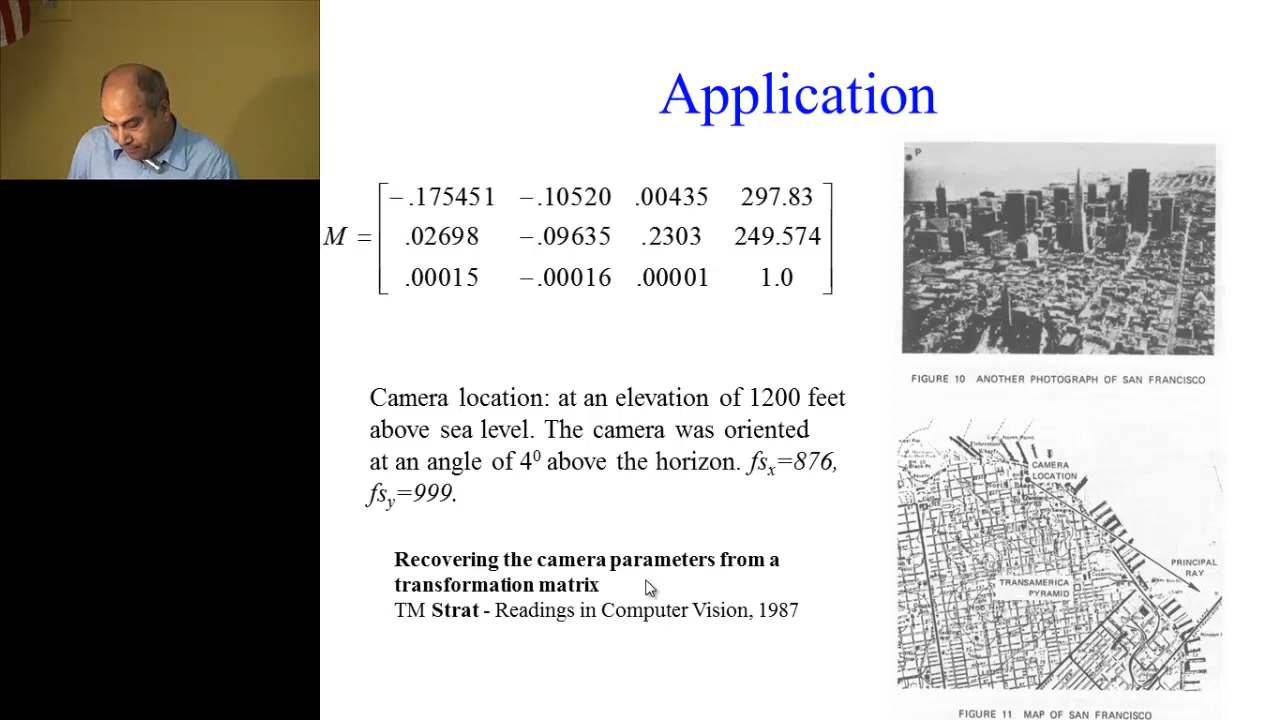 Application
M = [ −.175451 −.10520 .00435 297.83
.02698 −.09635 .2303 249.574
.00015 −.00016 .00001 1.0 ]
P
FIGURE 10 ANOTHER PHOTOGRAPH OF SAN FRANCISCO
Camera location: at an elevation of 1200 feet
above sea level. The camera was oriented
at an angle of 4⁰ above the horizon. fsx=876,
fsy=999.
Recovering the camera parameters from a
transformation matrix
TM Strat - Readings in Computer Vision, 1987
CAMERA
LOCATION
PRINCIPAL
RAY
TRANSAMERICA
PYRAMID
FIGURE 11 MAP OF SAN FRANCISCO